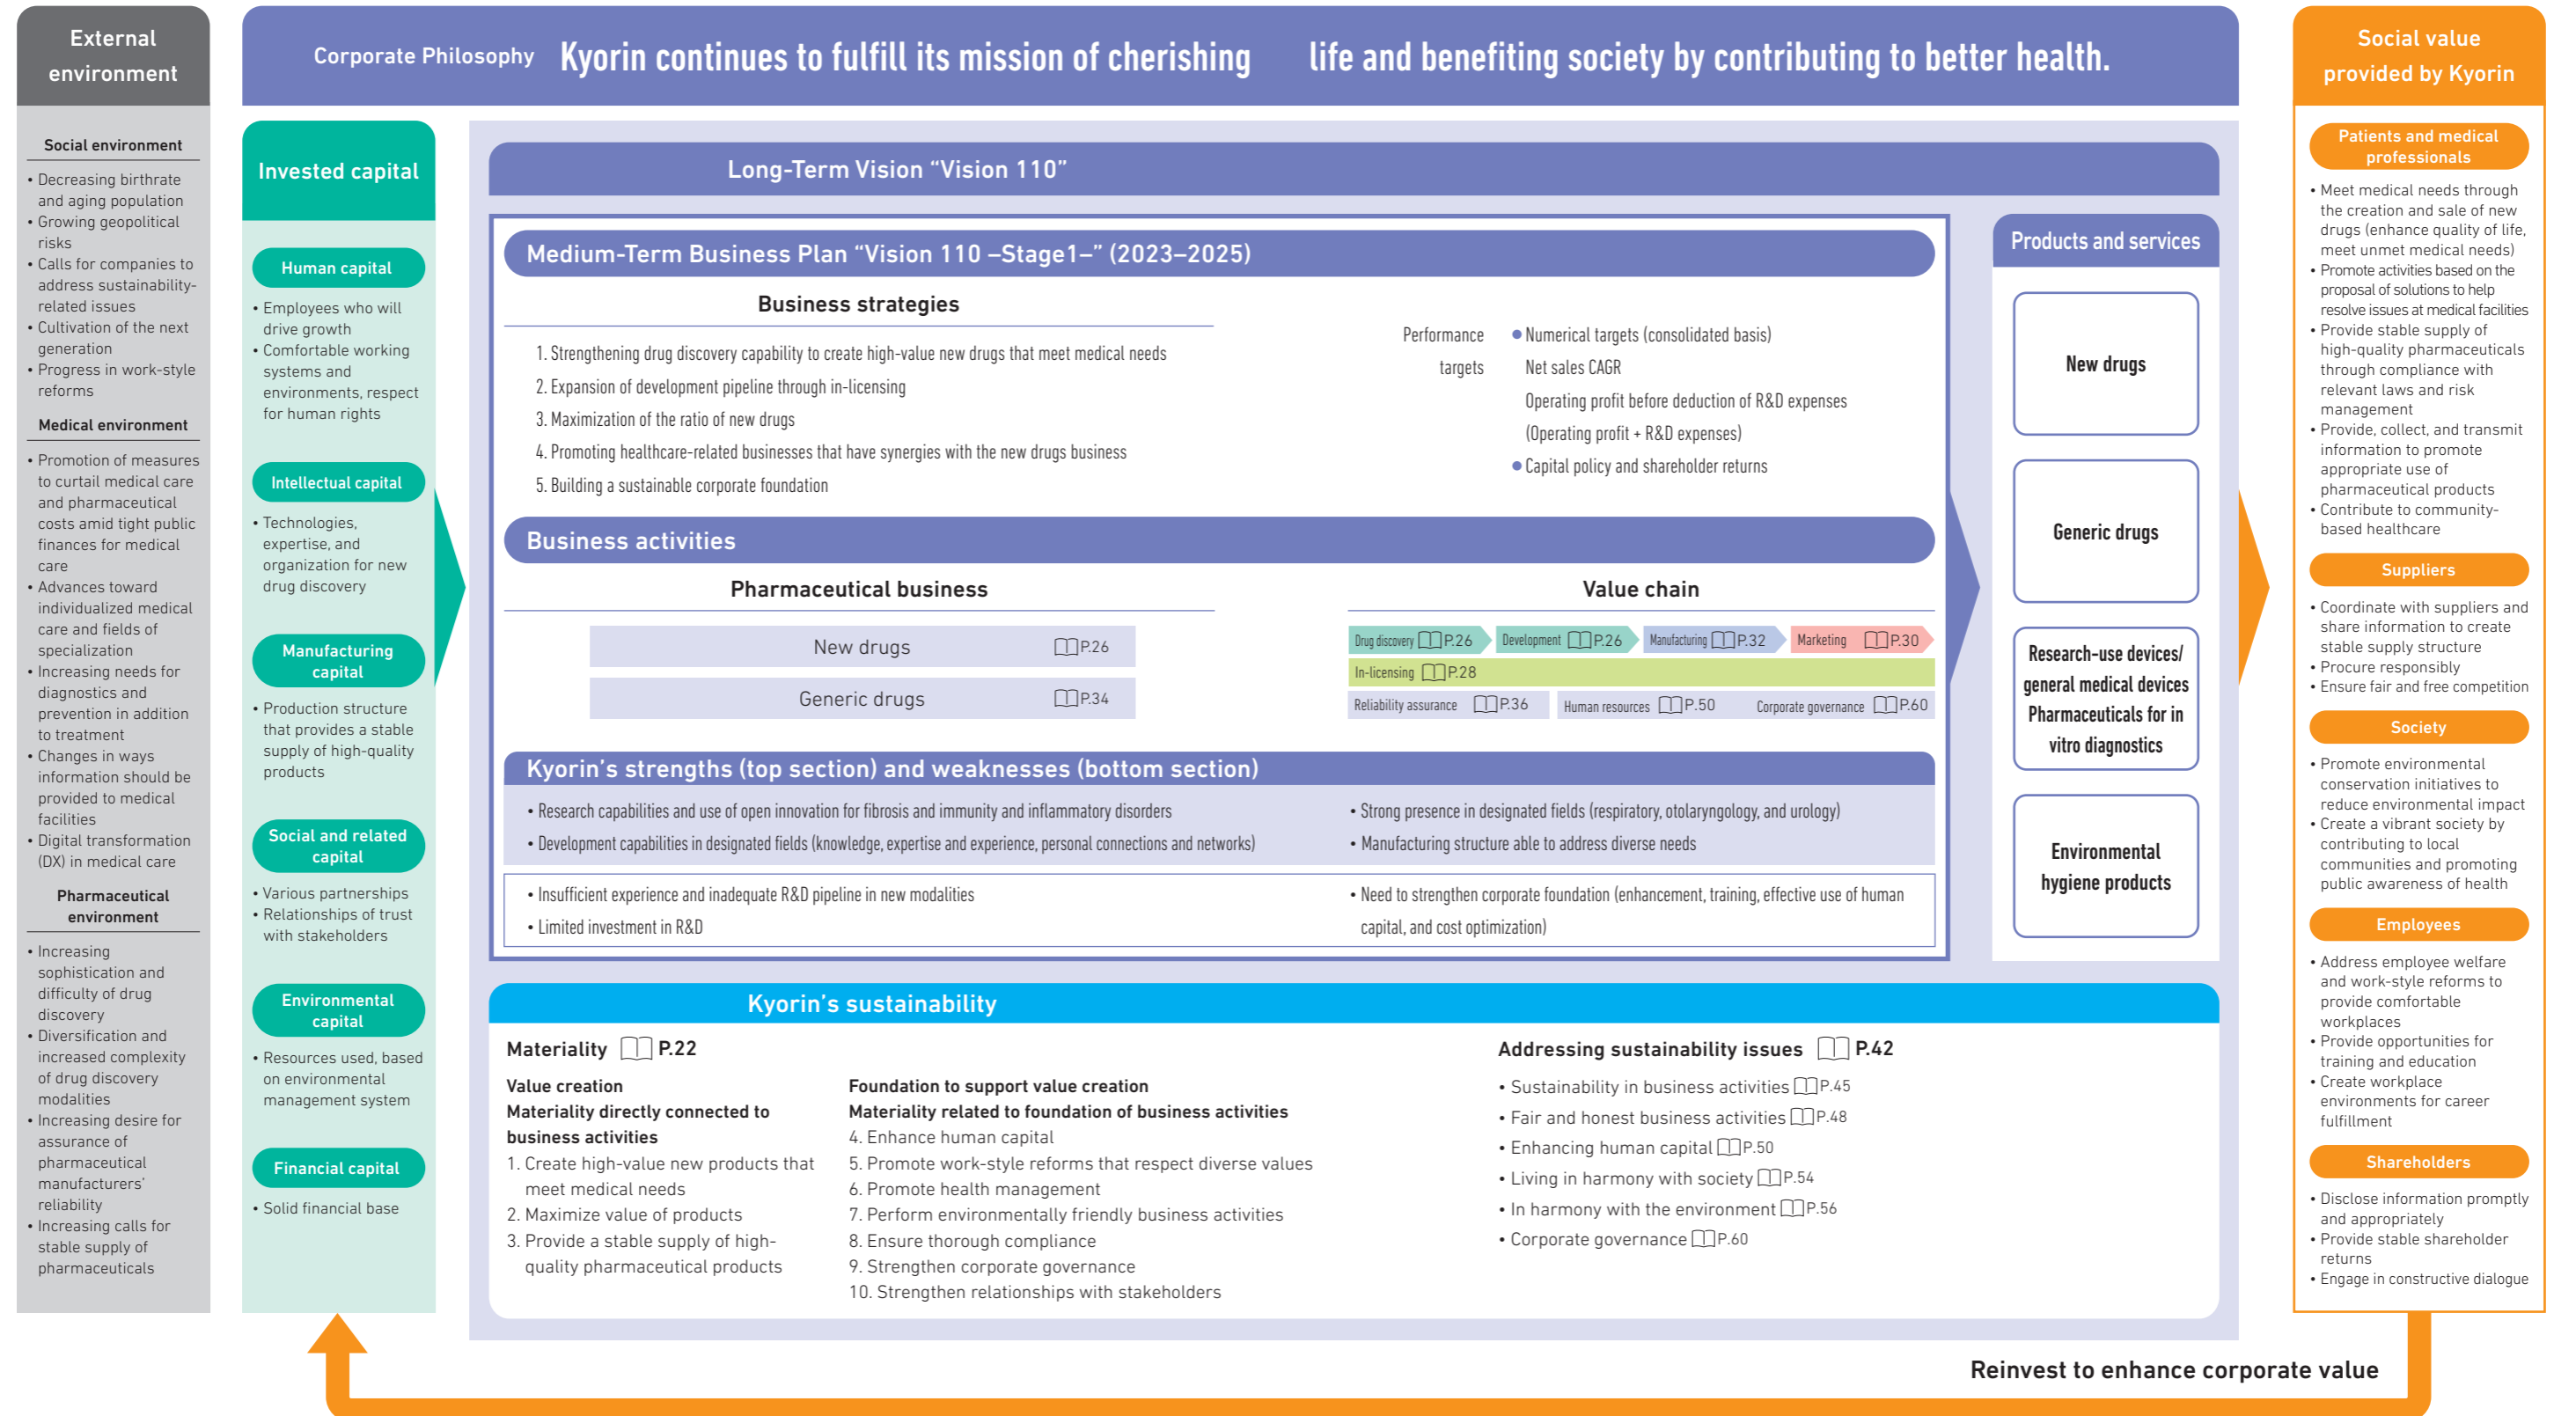 External
environment
Social environment
• Decreasing birthrate
and aging population
• Growing geopolitical
risks
• Calls for companies to
address sustainability-
related issues
• Cultivation of the next
generation
• Progress in work-style
reforms
Medical environment
• Promotion of measures
to curtail medical care
and pharmaceutical
costs amid tight public
finances for medical
care
• Advances toward
individualized medical
care and fields of
specialization
• Increasing needs for
diagnostics and
prevention in addition
to treatment
• Changes in ways
information should be
provided to medical
facilities
• Digital transformation
(DX) in medical care
Pharmaceutical
environment
• Increasing
sophistication and
difficulty of drug
discovery
• Diversification and
increased complexity
of drug discovery
modalities
• Increasing desire for
assurance of
pharmaceutical
manufacturers’
reliability
• Increasing calls for
stable supply of
pharmaceuticals
Corporate Philosophy Kyorin continues to fulfill its mission of cherishing life and benefiting society by contributing to better health.
Invested capital
Human capital
• Employees who will
drive growth
• Comfortable working
systems and
environments, respect
for human rights
Intellectual capital
• Technologies,
expertise, and
organization for new
drug discovery
Manufacturing
capital
• Production structure
that provides a stable
supply of high-quality
products
Social and related
capital
• Various partnerships
• Relationships of trust
with stakeholders
Environmental
capital
• Resources used, based
on environmental
management system
Financial capital
• Solid financial base
Long-Term Vision “Vision 110”
Medium-Term Business Plan “Vision 110 –Stage1–” (2023–2025)
Business strategies
1. Strengthening drug discovery capability to create high-value new drugs that meet medical needs
2. Expansion of development pipeline through in-licensing
3. Maximization of the ratio of new drugs
4. Promoting healthcare-related businesses that have synergies with the new drugs business
5. Building a sustainable corporate foundation
Performance
targets
● Numerical targets (consolidated basis)
Net sales CAGR
Operating profit before deduction of R&D expenses
(Operating profit + R&D expenses)
● Capital policy and shareholder returns
Business activities
Pharmaceutical business
New drugs P.26
Generic drugs P.34
Value chain
Drug discovery P.26 Development P.26 Manufacturing P.32 Marketing P.30
In-licensing P.28
Reliability assurance P.36 Human resources P.50 Corporate governance P.60
Kyorin’s strengths (top section) and weaknesses (bottom section)
• Research capabilities and use of open innovation for fibrosis and immunity and inflammatory disorders
• Development capabilities in designated fields (knowledge, expertise and experience, personal connections and networks)
• Strong presence in designated fields (respiratory, otolaryngology, and urology)
• Manufacturing structure able to address diverse needs
• Insufficient experience and inadequate R&D pipeline in new modalities
• Limited investment in R&D
• Need to strengthen corporate foundation (enhancement, training, effective use of human
capital, and cost optimization)
Products and services
New drugs
Generic drugs
Research-use devices/
general medical devices
Pharmaceuticals for in
vitro diagnostics
Environmental
hygiene products
Kyorin’s sustainability
Materiality P.22
Value creation
Materiality directly connected to
business activities
1. Create high-value new products that
meet medical needs
2. Maximize value of products
3. Provide a stable supply of high-
quality pharmaceutical products
Foundation to support value creation
Materiality related to foundation of business activities
4. Enhance human capital
5. Promote work-style reforms that respect diverse values
6. Promote health management
7. Perform environmentally friendly business activities
8. Ensure thorough compliance
9. Strengthen corporate governance
10. Strengthen relationships with stakeholders
Addressing sustainability issues P.42
• Sustainability in business activities P.45
• Fair and honest business activities P.48
• Enhancing human capital P.50
• Living in harmony with society P.54
• In harmony with the environment P.56
• Corporate governance P.60
Social value
provided by Kyorin
Patients and medical
professionals
• Meet medical needs through
the creation and sale of new
drugs (enhance quality of life,
meet unmet medical needs)
• Promote activities based on the
proposal of solutions to help
resolve issues at medical facilities
• Provide stable supply of
high-quality pharmaceuticals
through compliance with
relevant laws and risk
management
• Provide, collect, and transmit
information to promote
appropriate use of
pharmaceutical products
• Contribute to community-
based healthcare
Suppliers
• Coordinate with suppliers and
share information to create
stable supply structure
• Procure responsibly
• Ensure fair and free competition
Society
• Promote environmental
conservation initiatives to
reduce environmental impact
• Create a vibrant society by
contributing to local
communities and promoting
public awareness of health
Employees
• Address employee welfare
and work-style reforms to
provide comfortable
workplaces
• Provide opportunities for
training and education
• Create workplace
environments for career
fulfillment
Shareholders
• Disclose information promptly
and appropriately
• Provide stable shareholder
returns
• Engage in constructive dialogue
Reinvest to enhance corporate value